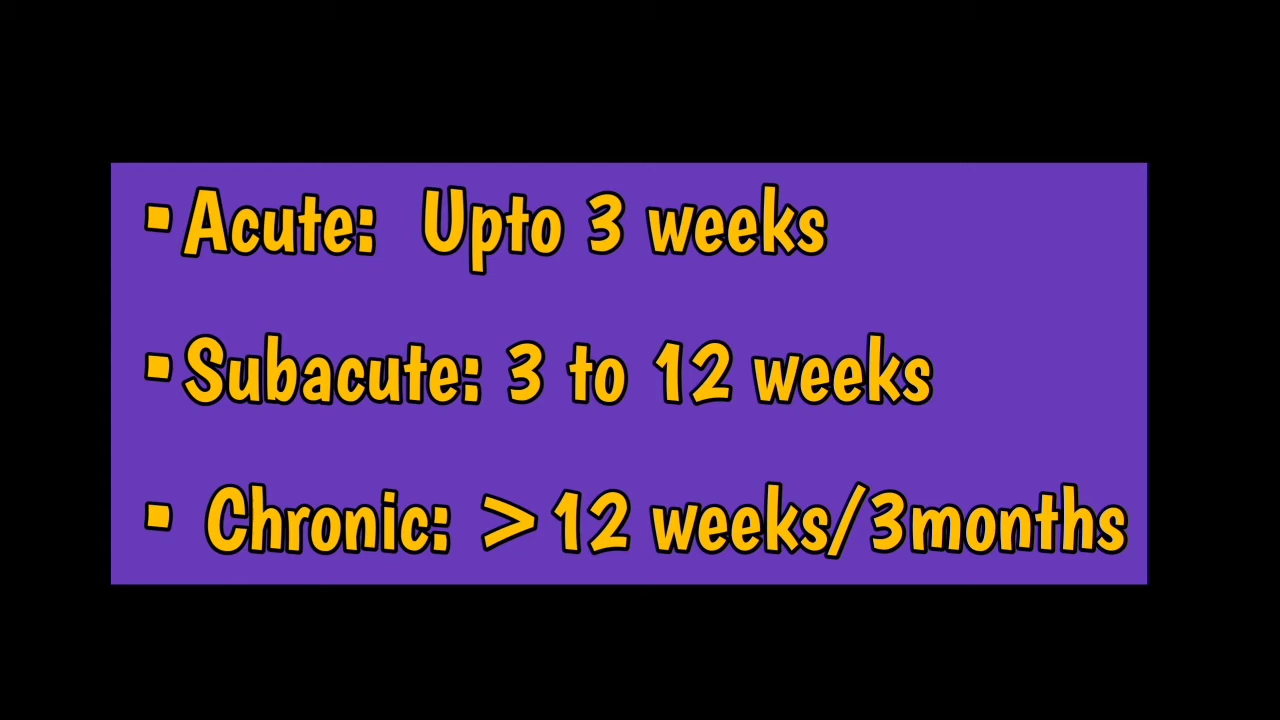 ▪Acute: Upto 3 weeks
▪Subacute: 3 to 12 weeks
▪ Chronic: >12 weeks/3months